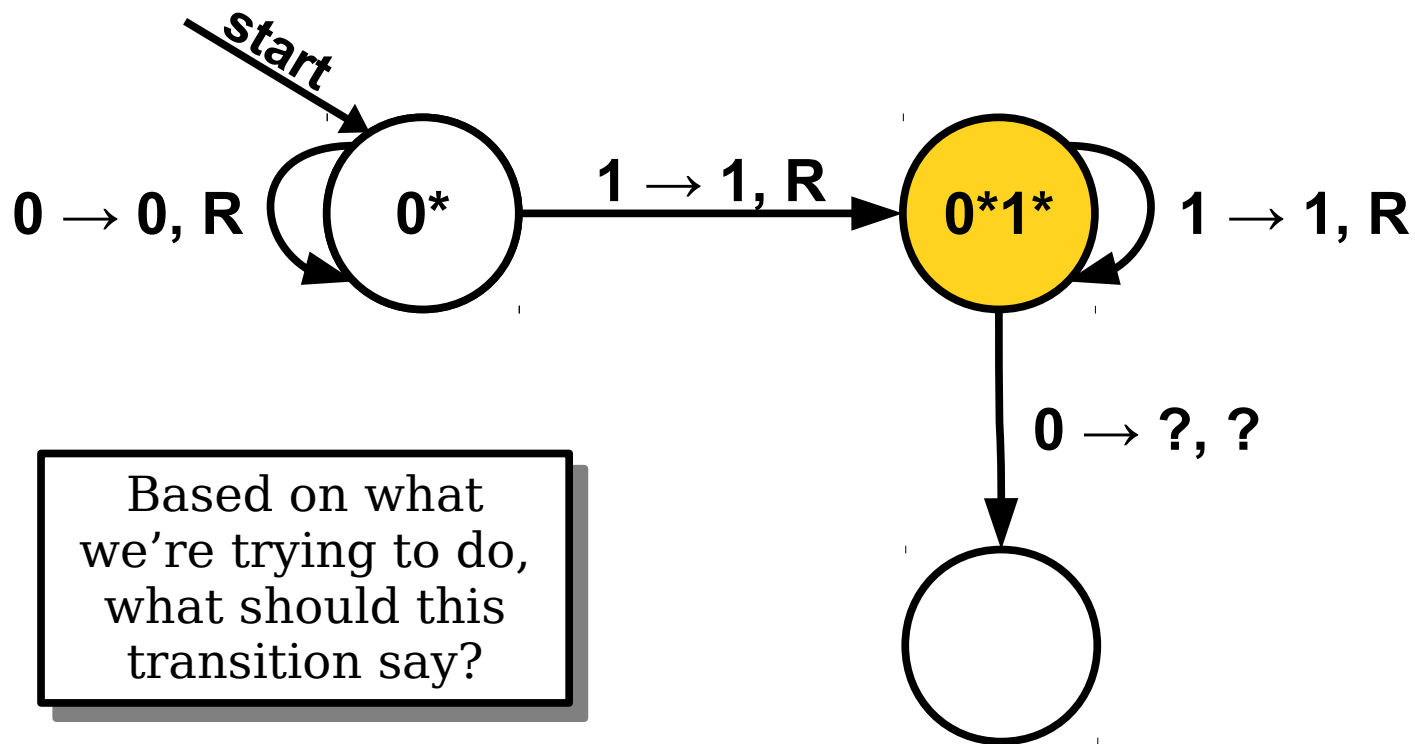 start
0 → 0, R
0*
1 → 1, R
0*1*
1 → 1, R
0 → ?, ?
Based on what
we’re trying to do,
what should this
transition say?